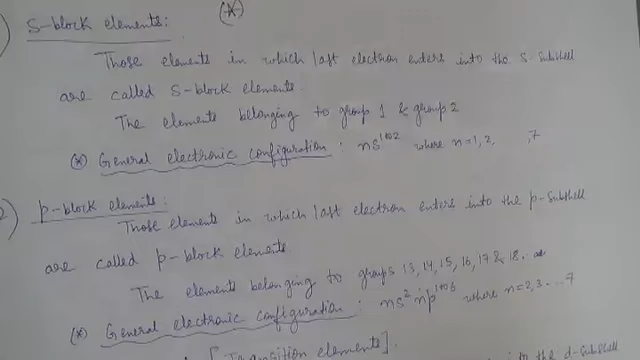 (*)
) S-block elements:
Those elements in which last electron enters into the s-subshell
are called S-block elements.
The elements belonging to group 1 & group 2
(*) General electronic configuration : ns¹ᵗᵒ² where n=1, 2, ,7
2) p-block elements:
Those elements in which last electron enters into the p-subshell
are called p-block elements.
The elements belonging to groups 13, 14, 15, 16, 17 & 18.
(*) General electronic configuration : ns² np¹ᵗᵒ⁶ where n=2,3...7
[Transition elements].
to the d-subshell